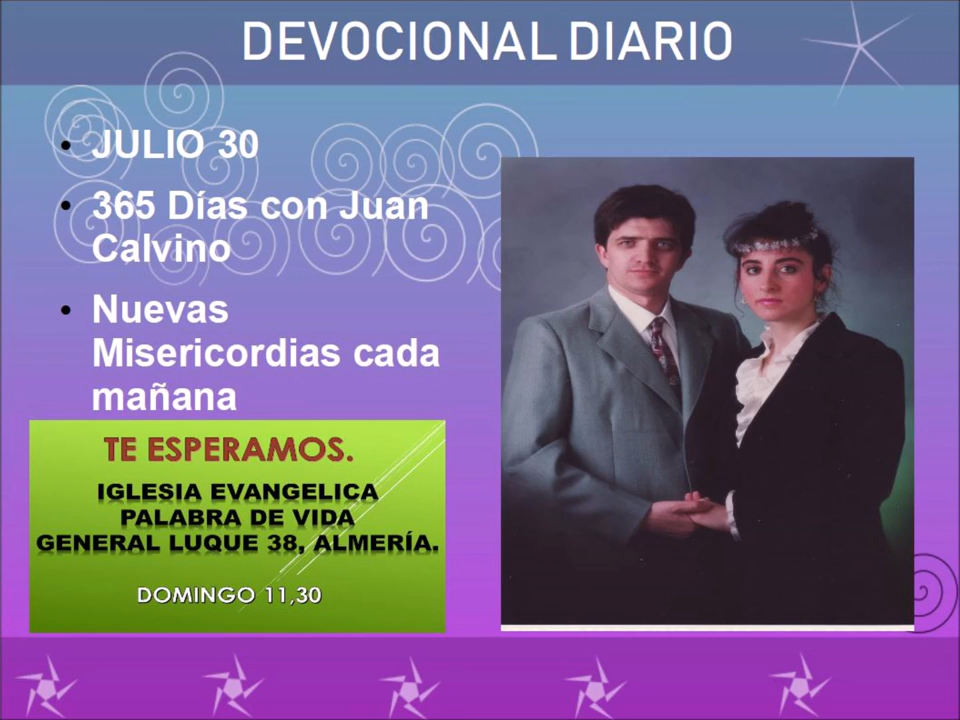 DEVOCIONAL DIARIO
• JULIO 30
• 365 Días con Juan
Calvino
• Nuevas
Misericordias cada
mañana
TE ESPERAMOS.
IGLESIA EVANGELICA
PALABRA DE VIDA
GENERAL LUQUE 38, ALMERÍA.
DOMINGO 11,30